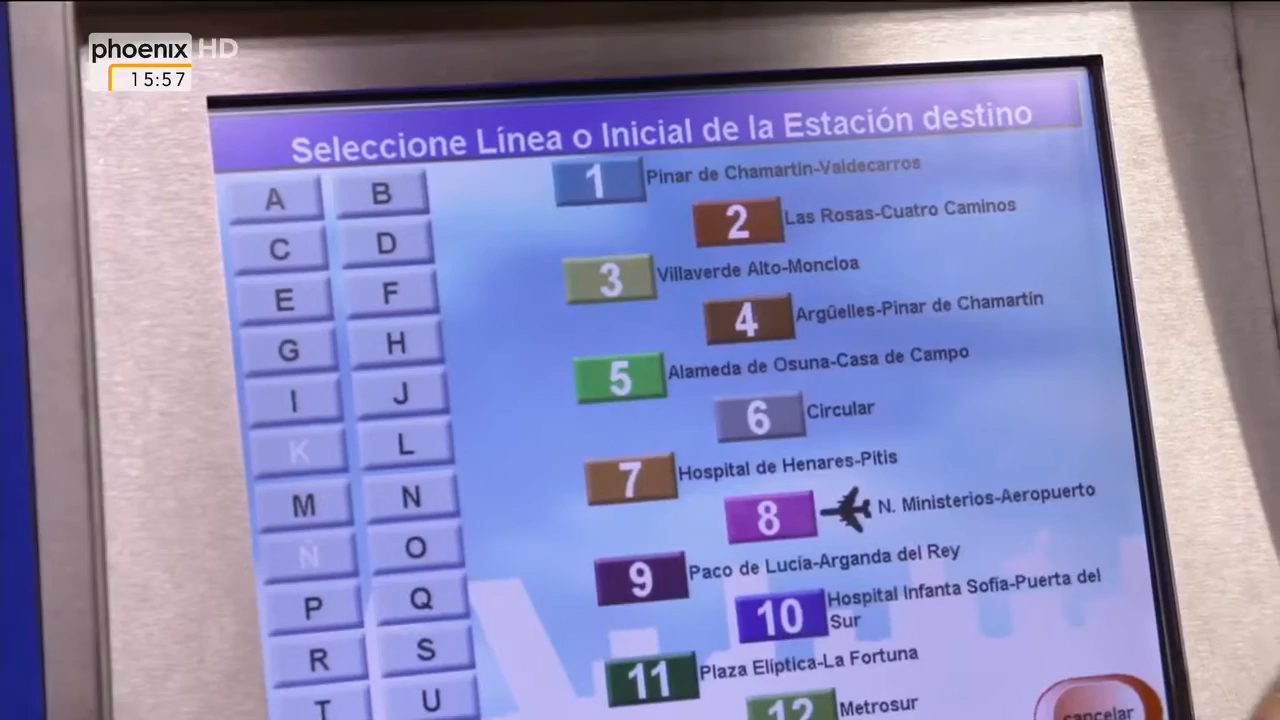 phoenix HD
15:57
Seleccione Línea o Inicial de la Estación destino
A B
C D
E F
G H
I J
K L
M N
Ñ O
P Q
R S
T U
1 Pinar de Chamartín-Valdecarros
2 Las Rosas-Cuatro Caminos
3 Villaverde Alto-Moncloa
4 Argüelles-Pinar de Chamartín
5 Alameda de Osuna-Casa de Campo
6 Circular
7 Hospital de Henares-Pitis
8 N. Ministerios-Aeropuerto
9 Paco de Lucía-Arganda del Rey
10 Hospital Infanta Sofía-Puerta del
Sur
11 Plaza Elíptica-La Fortuna
12 Metrosur
cancelar